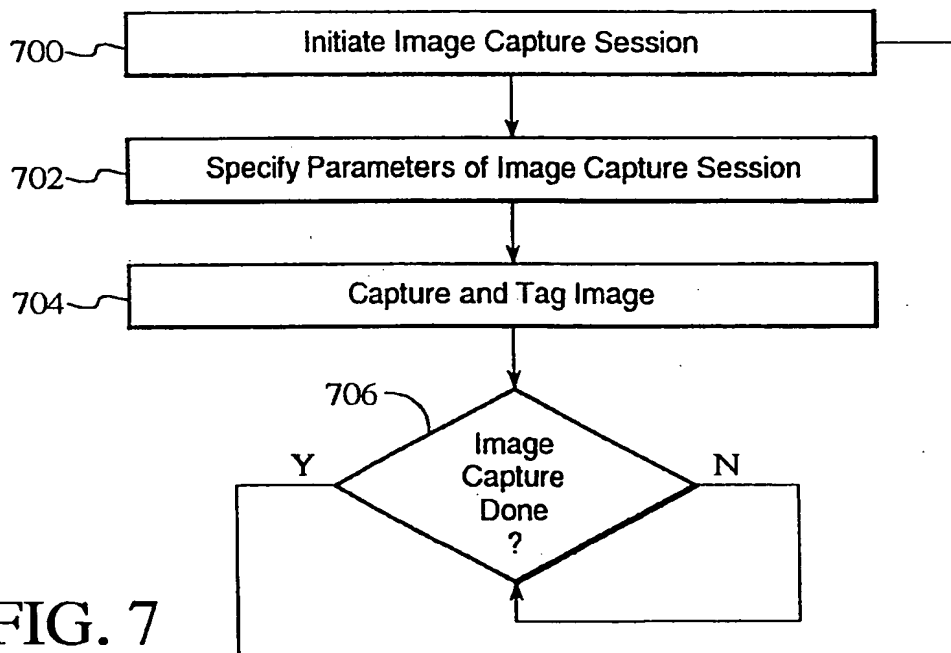 700
Initiate Image Capture Session
702
Specify Parameters of Image Capture Session
704
Capture and Tag Image
706
Image
Capture
Done
?
Y
N
FIG. 7